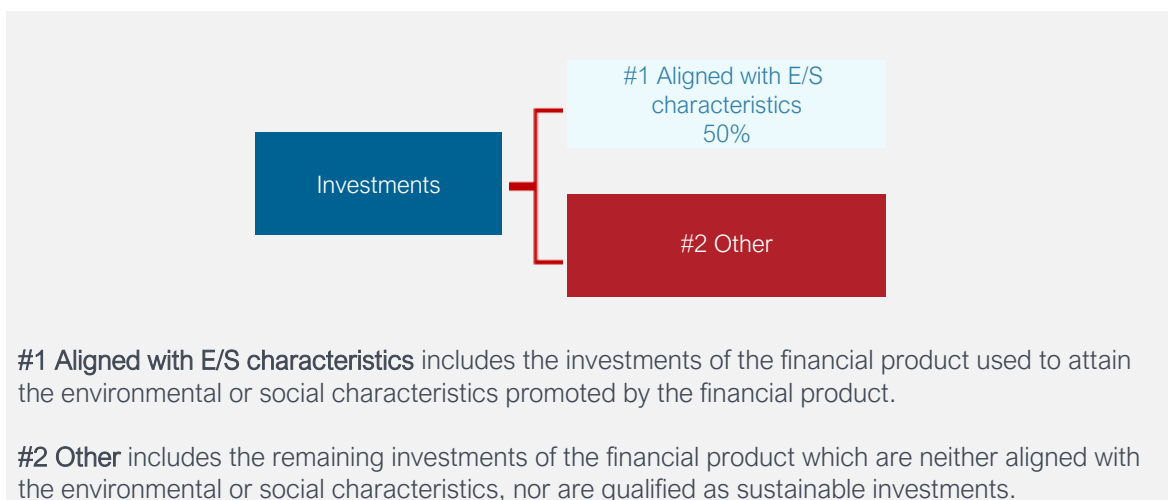 #1 Aligned with E/S
characteristics
50%
Investments
#2 Other
#1 Aligned with E/S characteristics includes the investments of the financial product used to attain
the environmental or social characteristics promoted by the financial product.
#2 Other includes the remaining investments of the financial product which are neither aligned with
the environmental or social characteristics, nor are qualified as sustainable investments.